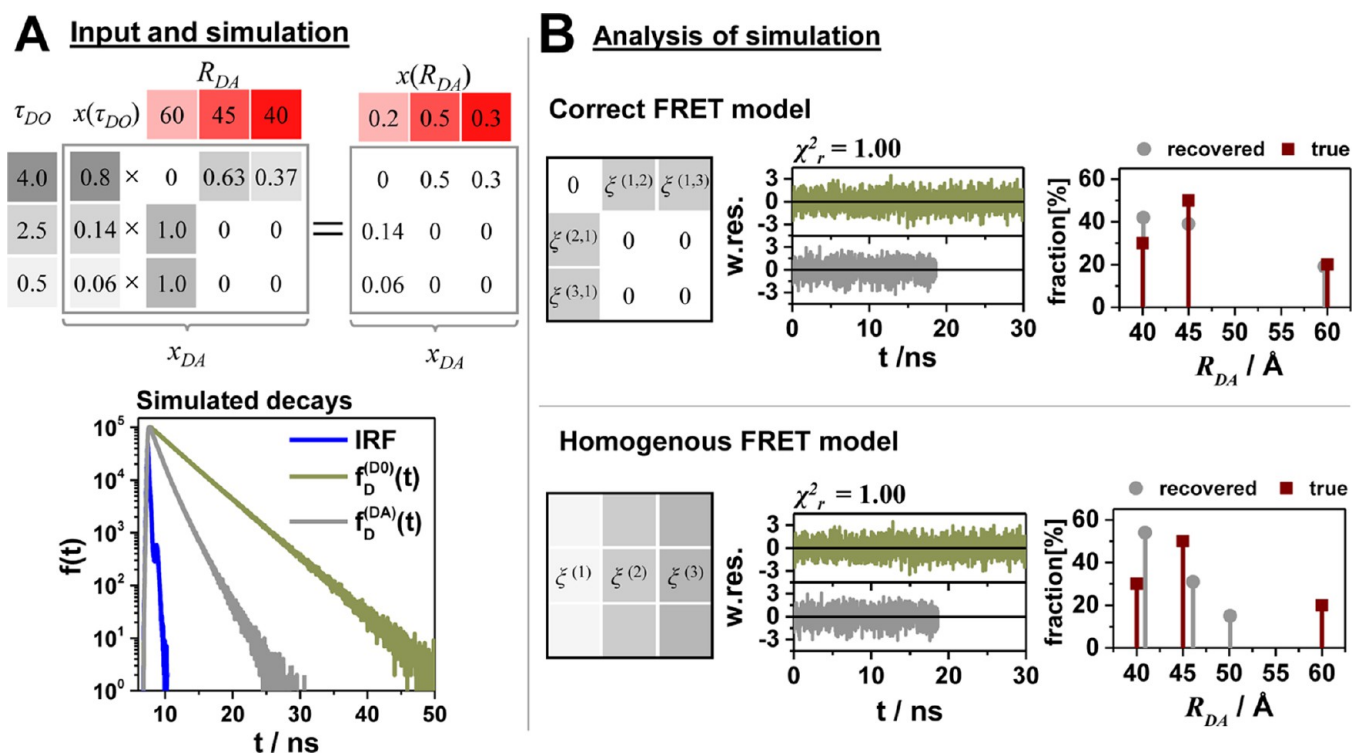 A Input and simulation
R_DA
x(R_DA)
τ_DO x(τ_DO) 60 45 40
0.2 0.5 0.3
4.0 0.8 × 0 0.63 0.37
0 0.5 0.3
2.5 0.14 × 1.0 0 0
=
0.14 0 0
0.5 0.06 × 1.0 0 0
0.06 0 0
x_DA
x_DA
Simulated decays
IRF
f_D^(D0)(t)
f_D^(DA)(t)
f(t)
10^5
10^4
10^3
10^2
10^1
10^0
10 20 30 40 50
t / ns
B Analysis of simulation
Correct FRET model
0 ξ^(1,2) ξ^(1,3)
ξ^(2,1) 0 0
ξ^(3,1) 0 0
χ²_r = 1.00
w.res.
3
0
-3
3
0
-3
0 10 20 30
t /ns
recovered true
fraction[%]
60
40
20
0
40 45 50 55 60
R_DA / Å
Homogenous FRET model
ξ^(1) ξ^(2) ξ^(3)
χ²_r = 1.00
w.res.
3
0
-3
3
0
-3
0 10 20 30
t / ns
recovered true
fraction[%]
60
40
20
0
40 45 50 55 60
R_DA / Å